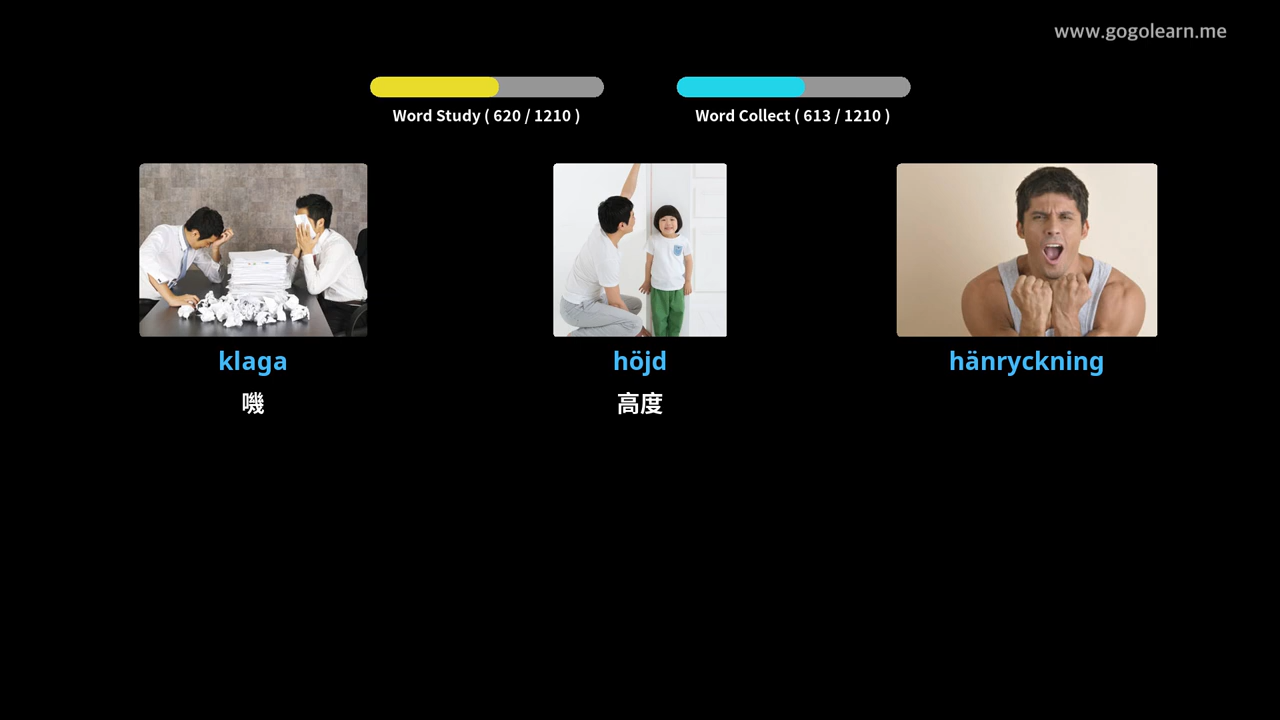 www.gogolearn.me
Word Study ( 620 / 1210 )
Word Collect ( 613 / 1210 )
klaga
嘰
höjd
高度
hänryckning